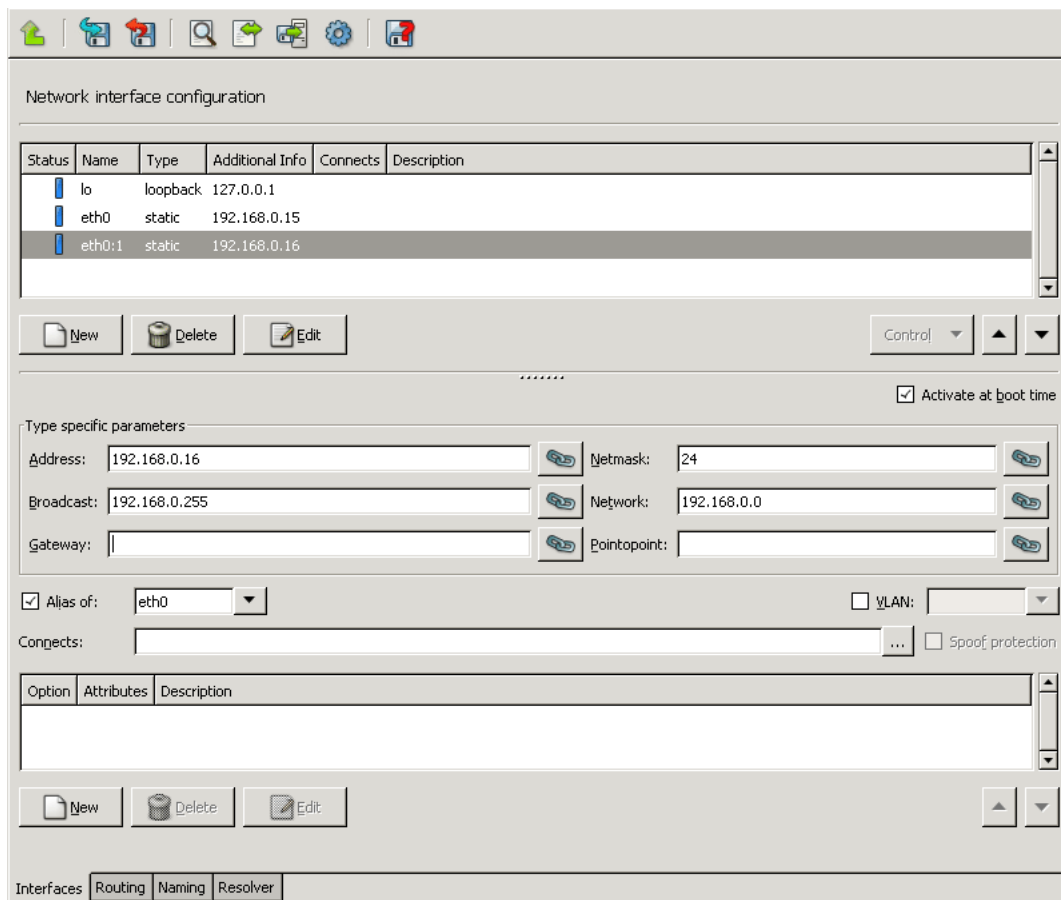 Network interface configuration
Status Name Type Additional Info Connects Description
lo loopback 127.0.0.1
eth0 static 192.168.0.15
eth0:1 static 192.168.0.16
New Delete Edit Control
Activate at boot time
Type specific parameters
Address: 192.168.0.16 Netmask: 24
Broadcast: 192.168.0.255 Network: 192.168.0.0
Gateway: Pointopoint:
Alias of: eth0 VLAN:
Connects: ... Spoof protection
Option Attributes Description
New Delete Edit
Interfaces Routing Naming Resolver